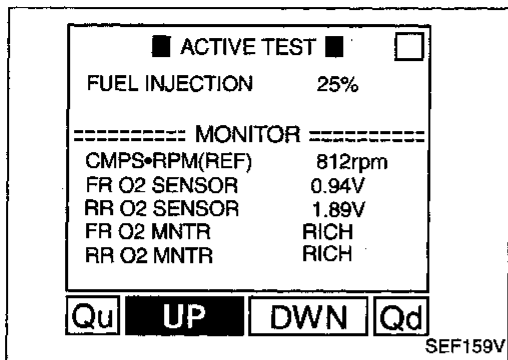 ■ ACTIVE TEST ■
FUEL INJECTION 25%
========== MONITOR ==========
CMPS•RPM(REF) 812rpm
FR O2 SENSOR 0.94V
RR O2 SENSOR 1.89V
FR O2 MNTR RICH
RR O2 MNTR RICH
Qu UP DWN Qd
SEF159V